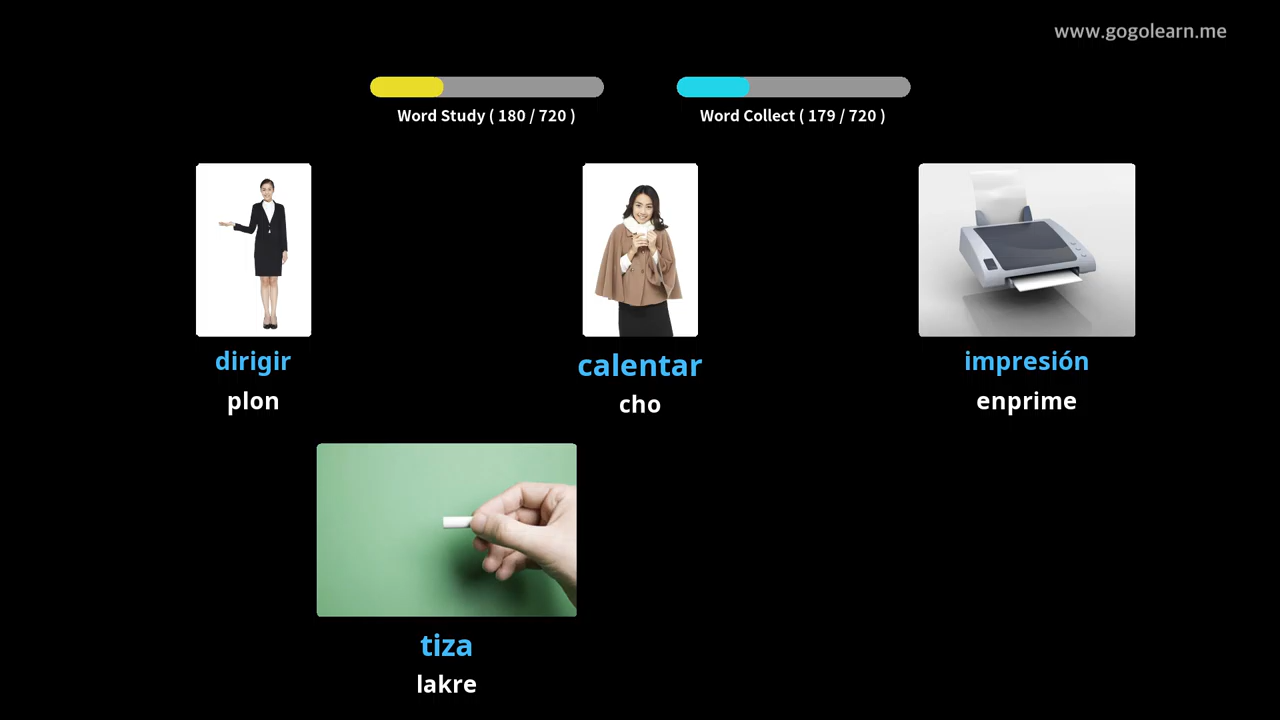 www.gogolearn.me
Word Study ( 180 / 720 )
Word Collect ( 179 / 720 )
dirigir
plon
calentar
cho
impresión
enprime
tiza
lakre